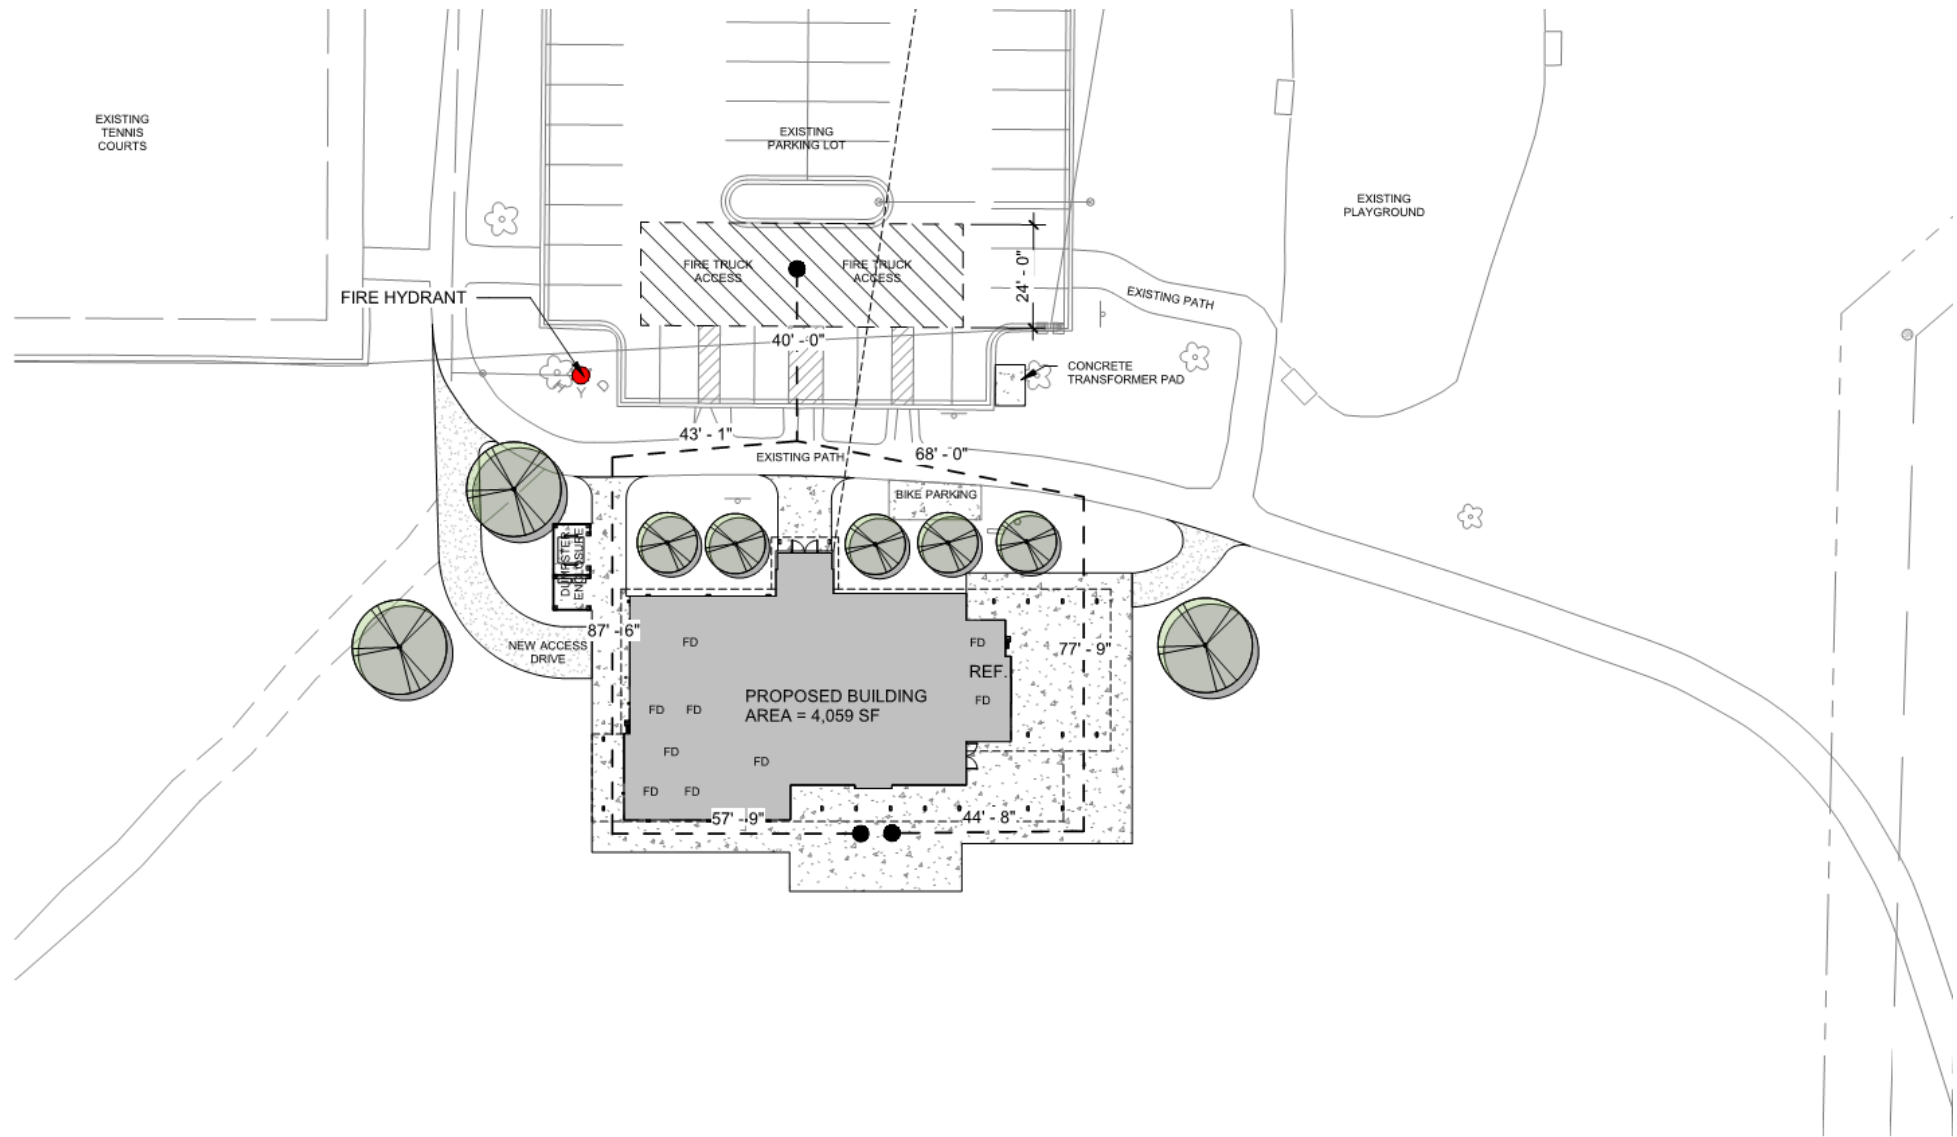 EXISTING
TENNIS
COURTS
EXISTING
PARKING LOT
EXISTING
PLAYGROUND
FIRE TRUCK
ACCESS
FIRE TRUCK
ACCESS
24' - 0"
FIRE HYDRANT
EXISTING PATH
40' - 0"
CONCRETE
TRANSFORMER PAD
H Y D
43' - 1"
EXISTING PATH
68' - 0"
BIKE PARKING
DUMPSTER
ENCLOSURE
87' - 6"
NEW ACCESS
DRIVE
FD
FD
77' - 9"
REF.
PROPOSED BUILDING
AREA = 4,059 SF
FD
FD
FD
FD
FD
FD
FD
57' - 9"
44' - 8"